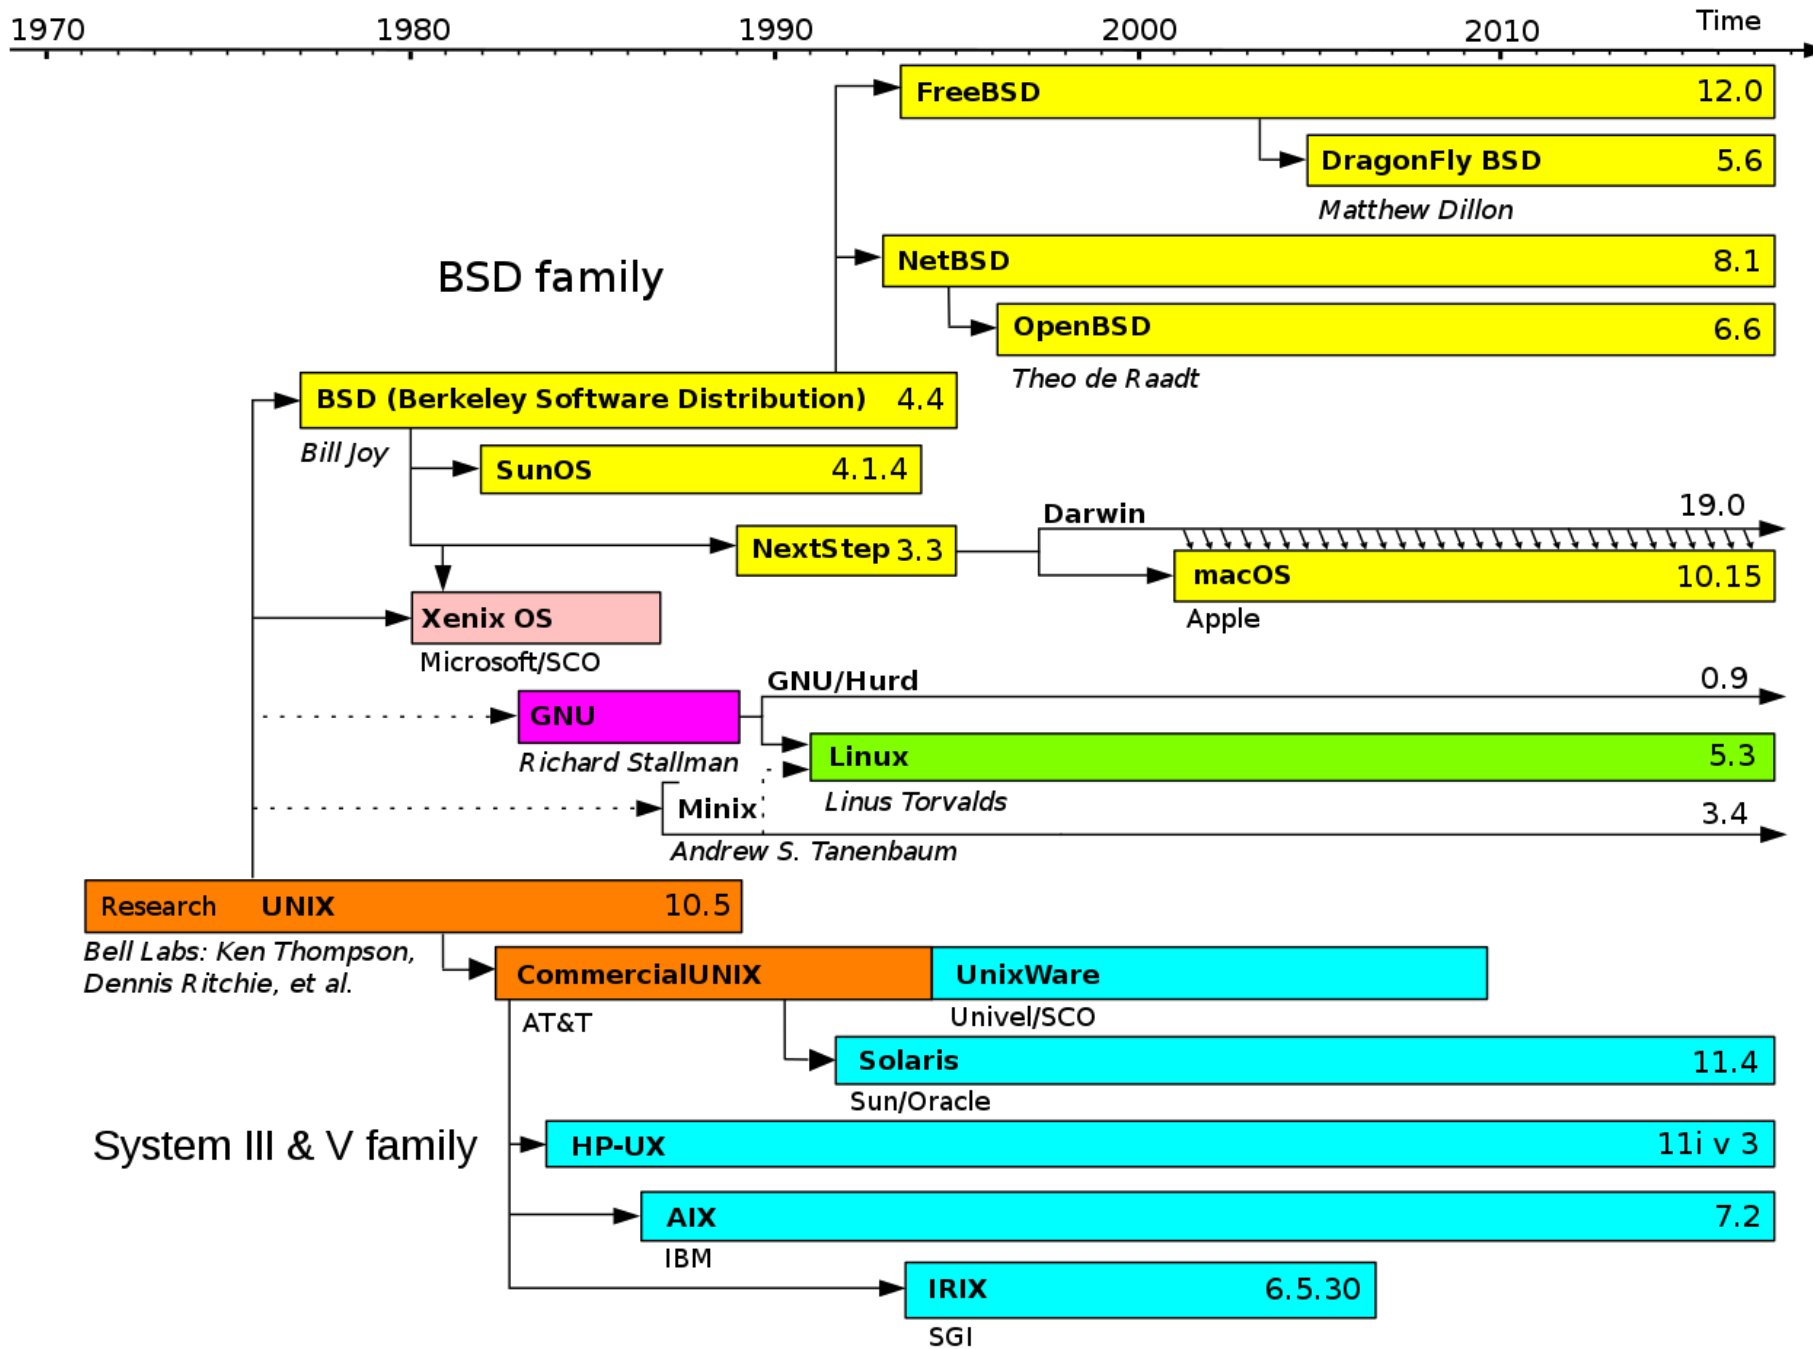 1970 1980 1990 2000 2010 Time
FreeBSD 12.0
DragonFly BSD 5.6
Matthew Dillon
NetBSD 8.1
BSD family
OpenBSD 6.6
Theo de Raadt
BSD (Berkeley Software Distribution) 4.4
Bill Joy
SunOS 4.1.4
Darwin 19.0
NextStep 3.3
macOS 10.15
Apple
Xenix OS
Microsoft/SCO
GNU/Hurd 0.9
GNU
Richard Stallman
Linux 5.3
Linus Torvalds
Minix 3.4
Andrew S. Tanenbaum
Research UNIX 10.5
Bell Labs: Ken Thompson,
Dennis Ritchie, et al.
CommercialUNIX UnixWare
AT&T Univel/SCO
Solaris 11.4
Sun/Oracle
System III & V family
HP-UX 11i v 3
AIX 7.2
IBM
IRIX 6.5.30
SGI